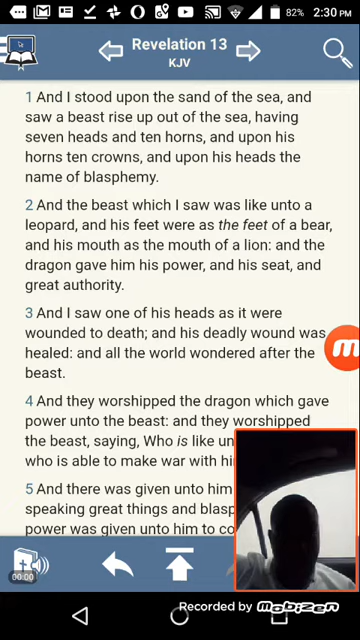 82% 2:30 PM
Revelation 13
KJV
1 And I stood upon the sand of the sea, and
saw a beast rise up out of the sea, having
seven heads and ten horns, and upon his
horns ten crowns, and upon his heads the
name of blasphemy.
2 And the beast which I saw was like unto a
leopard, and his feet were as the feet of a bear,
and his mouth as the mouth of a lion: and the
dragon gave him his power, and his seat, and
great authority.
3 And I saw one of his heads as it were
wounded to death; and his deadly wound was
healed: and all the world wondered after the
beast.
4 And they worshipped the dragon which gave
power unto the beast: and they worshipped
the beast, saying, Who is like
who is able to make war with
5 And there was given unto him
speaking great things and
power was given unto him to
00:00
Recorded by mobizen